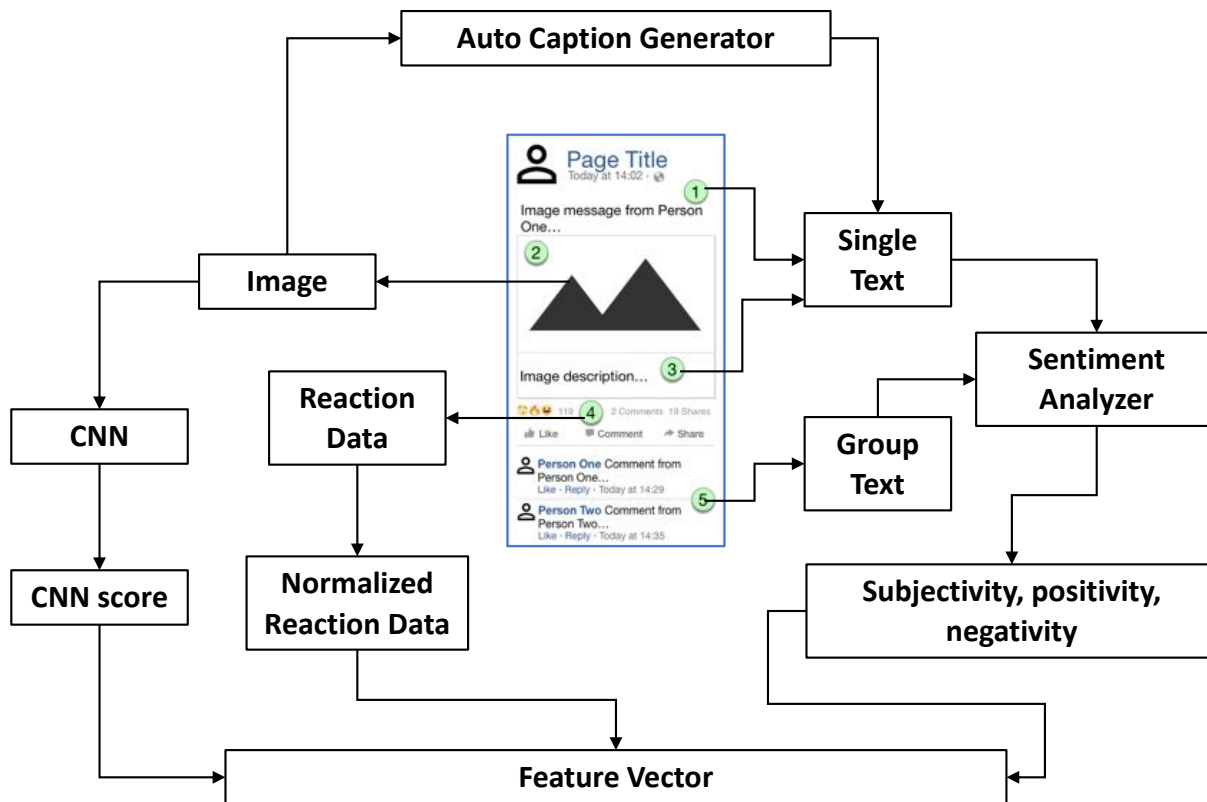 Auto Caption Generator
Page Title
Today at 14:02 ·
1
Image message from Person
One...
2
Single
Text
Image
Sentiment
Analyzer
Image description...
3
Reaction
Data
4
119
2 Comments 19 Shares
Like Comment Share
CNN
Group
Text
Person One Comment from
Person One...
Like · Reply · Today at 14:29
5
Person Two Comment from
Person Two...
Like · Reply · Today at 14:35
CNN score
Normalized
Reaction Data
Subjectivity, positivity,
negativity
Feature Vector